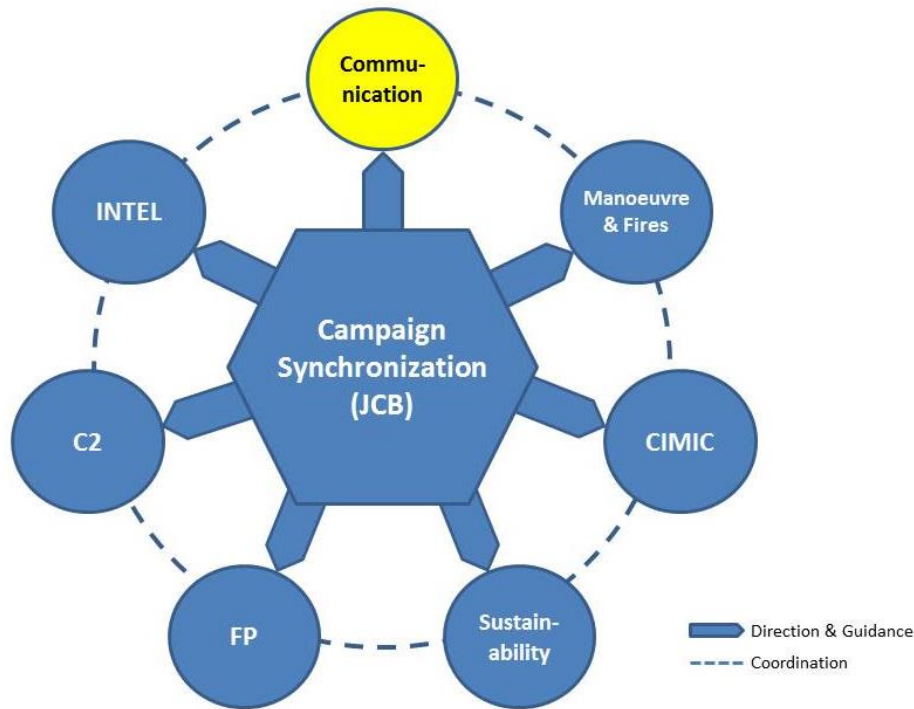 Commu-
nication
INTEL
Manoeuvre
& Fires
Campaign
Synchronization
(JCB)
C2
CIMIC
FP
Sustain-
ability
Direction & Guidance
Coordination